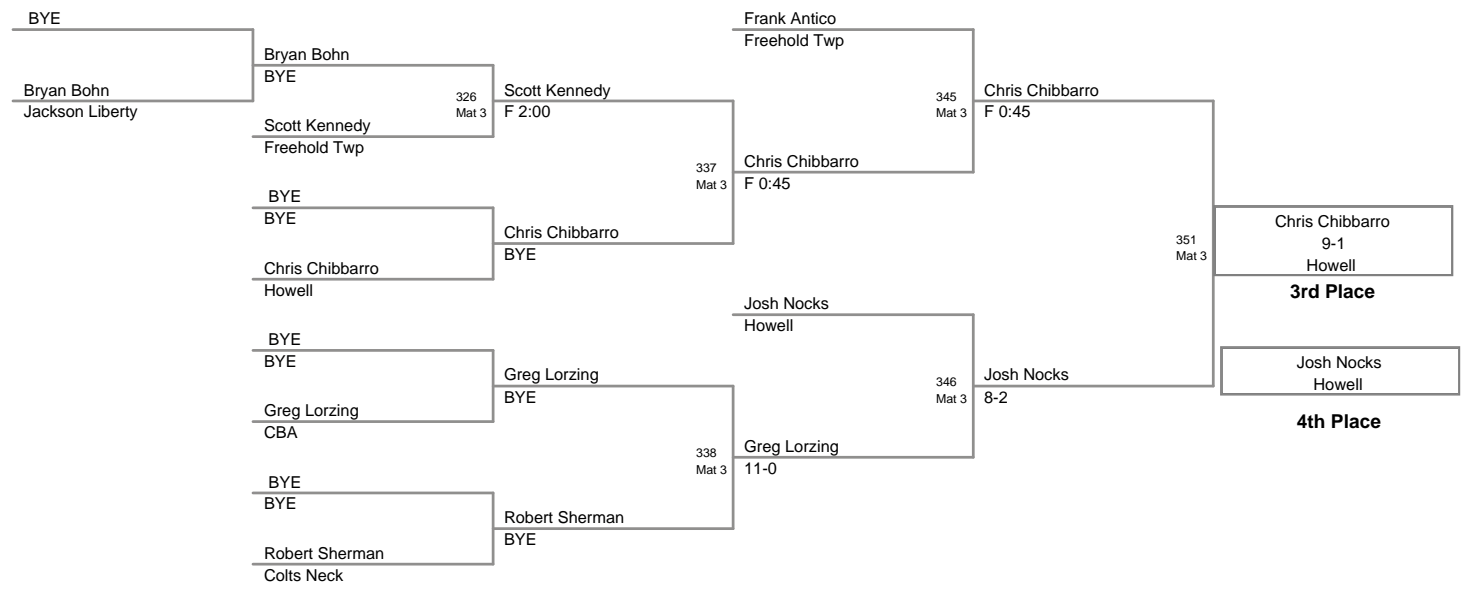 BYE
Bryan Bohn
Jackson Liberty
Bryan Bohn
BYE
326
Mat 3
Scott Kennedy
Freehold Twp
BYE
BYE
Chris Chibbarro
Howell
BYE
BYE
Greg Lorzing
CBA
BYE
BYE
Robert Sherman
Colts Neck
Scott Kennedy
F 2:00
337
Mat 3
Chris Chibbarro
BYE
Greg Lorzing
BYE
338
Mat 3
Robert Sherman
BYE
Frank Antico
Freehold Twp
345
Mat 3
Chris Chibbarro
F 0:45
Josh Nocks
Howell
346
Mat 3
Greg Lorzing
11-0
Chris Chibbarro
F 0:45
351
Mat 3
Josh Nocks
8-2
Chris Chibbarro
9-1
Howell
3rd Place
Josh Nocks
Howell
4th Place